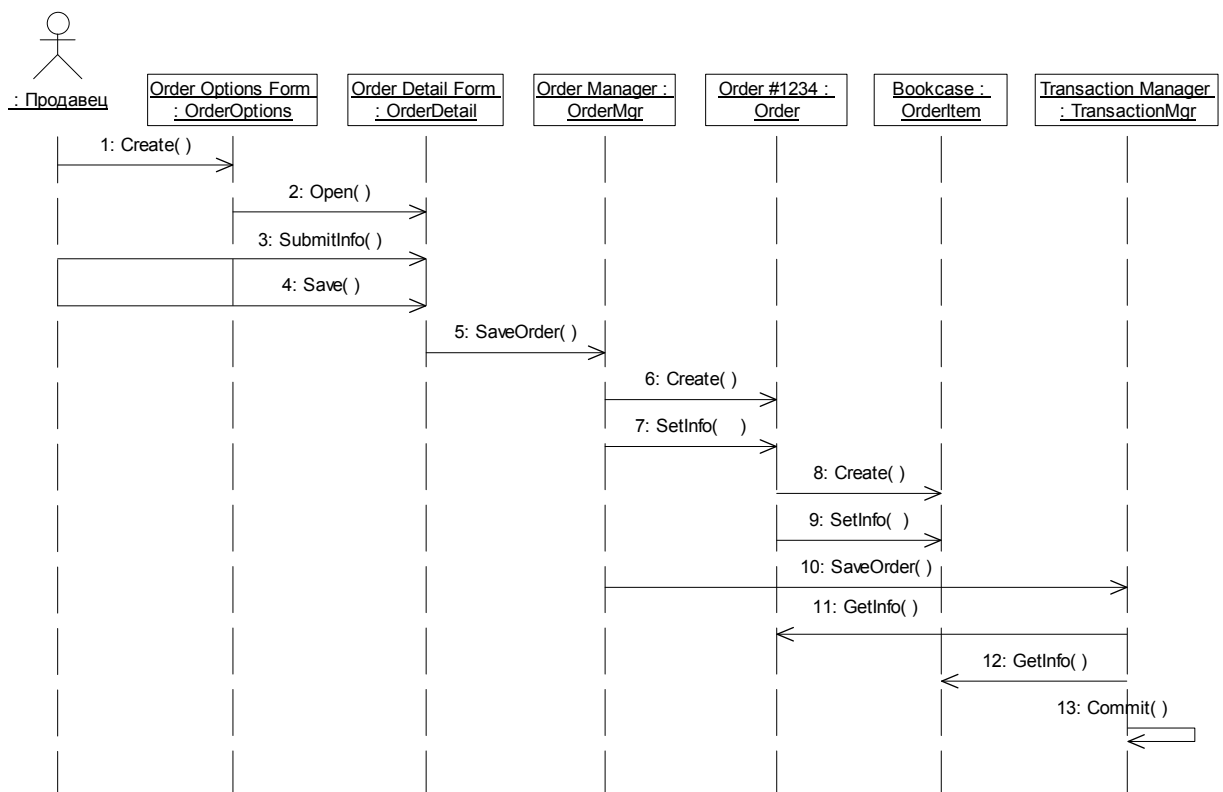 : Продавец
Order Options Form
: OrderOptions
Order Detail Form
: OrderDetail
Order Manager :
OrderMgr
Order #1234 :
Order
Bookcase :
OrderItem
Transaction Manager
: TransactionMgr
1: Create( )
2: Open( )
3: SubmitInfo( )
4: Save( )
5: SaveOrder( )
6: Create( )
7: SetInfo( )
8: Create( )
9: SetInfo( )
10: SaveOrder( )
11: GetInfo( )
12: GetInfo( )
13: Commit( )